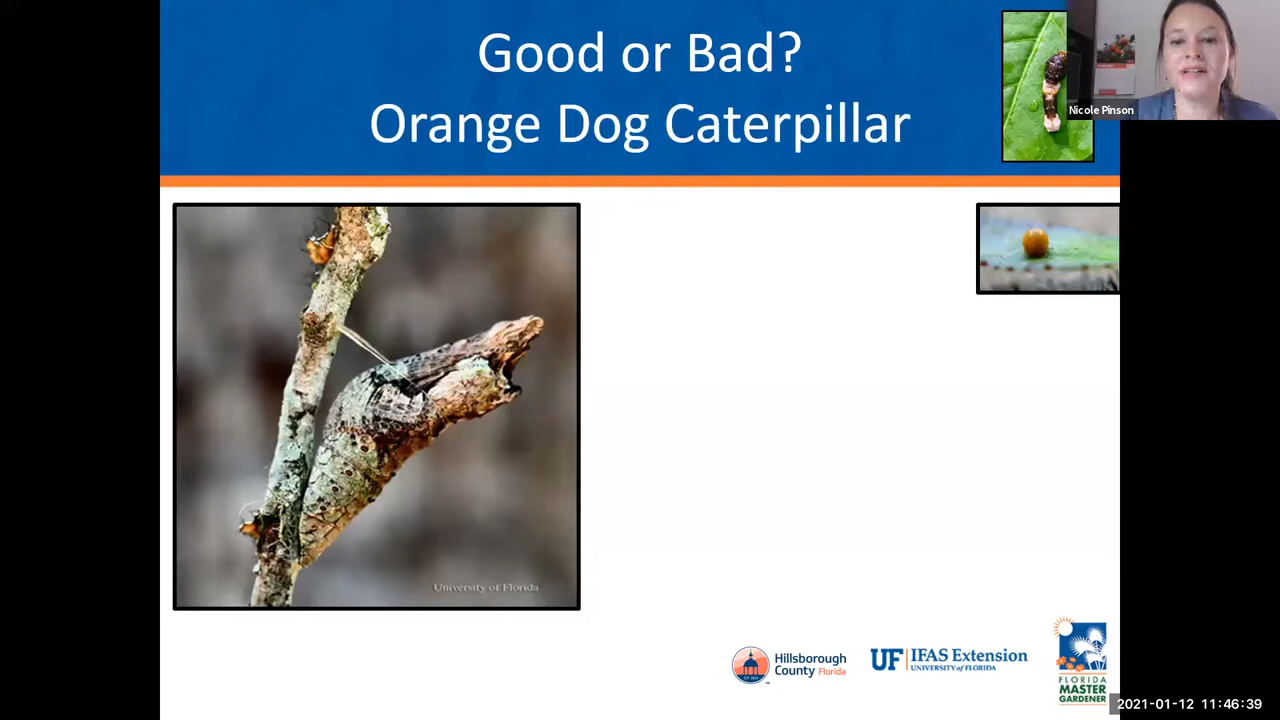 Good or Bad?
Orange Dog Caterpillar
Nicole Pinson
University of Florida
Hillsborough
County Florida
UF IFAS Extension
UNIVERSITY of FLORIDA
FLORIDA
MASTER
GARDENER
2021-01-12 11:46:39